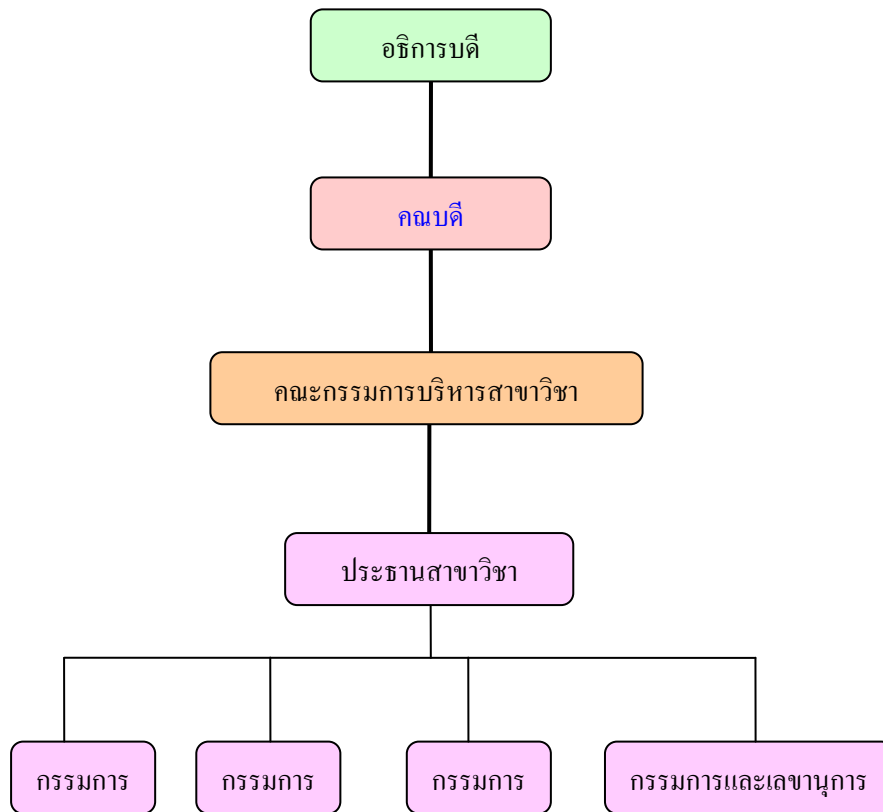 อธิการบดี
คณบดี
คณะกรรมการบริหารสาขาวิชา
ประธานสาขาวิชา
กรรมการ
กรรมการ
กรรมการ
กรรมการและเลขานุการ